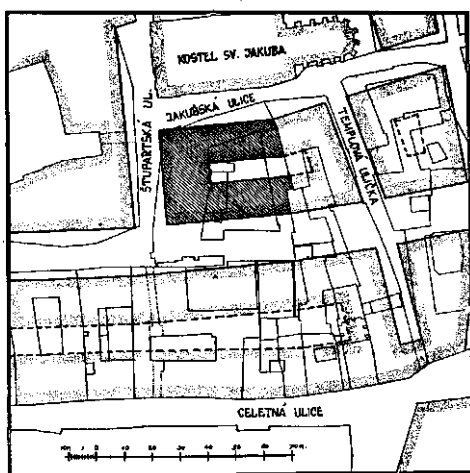 KOSTEL SV. JAKUBA
JAKUBSKÁ ULICE
ŠTUPARTSKÁ UL.
TEMPLOVÁ ULIČKA
CELETNÁ ULICE